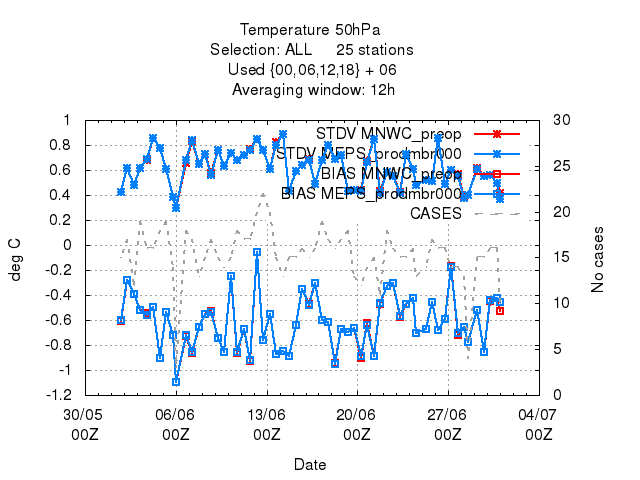 Temperature 50hPa
Selection: ALL 25 stations
Used {00,06,12,18} + 06
Averaging window: 12h
STDV MNWC_preop
STDV MEPS_prodmbr000
BIAS MNWC_preop
BIAS MEPS_prodmbr000
CASES
1
0.8
0.6
0.4
0.2
0
-0.2
-0.4
-0.6
-0.8
-1
-1.2
deg C
30
25
20
15
10
5
0
No cases
30/05 06/06 13/06 20/06 27/06 04/07
00Z 00Z 00Z 00Z 00Z 00Z
Date